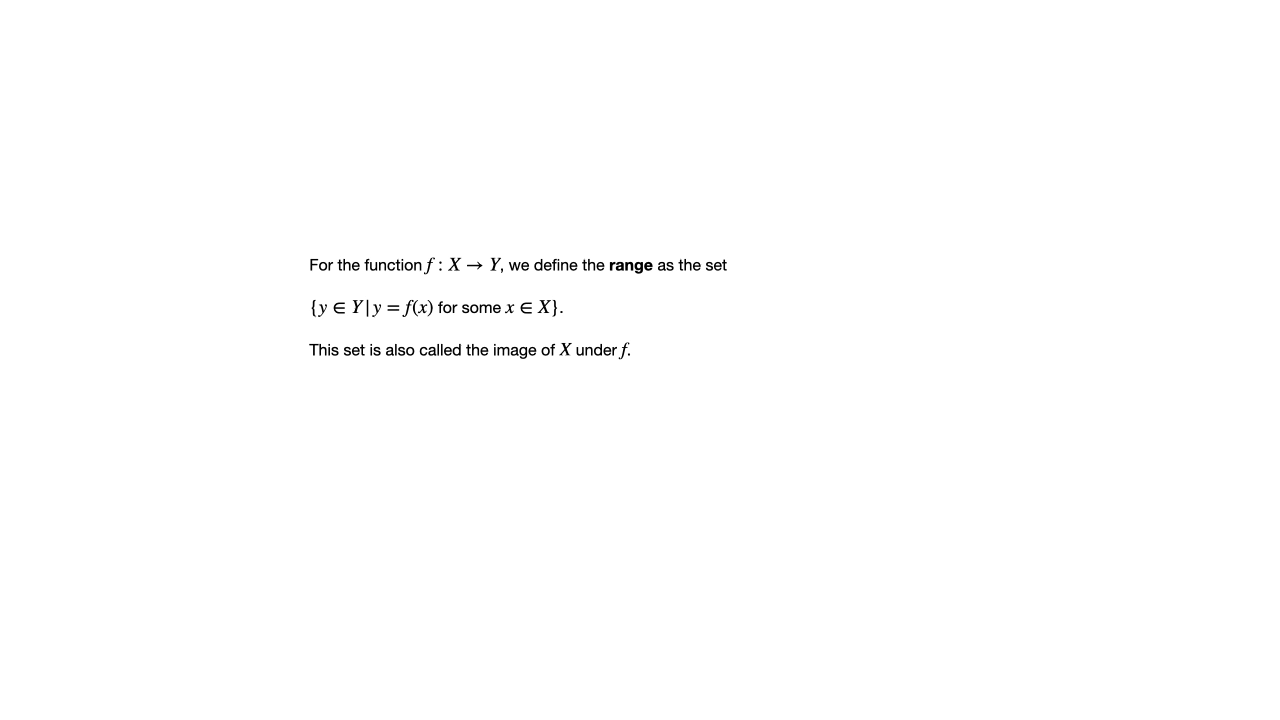 For the function f : X → Y, we define the range as the set
{y ∈ Y | y = f(x) for some x ∈ X}.
This set is also called the image of X under f.